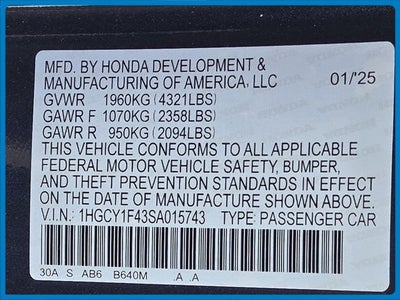 MFD. BY HONDA DEVELOPMENT &
MANUFACTURING OF AMERICA, LLC 01/'25
GVWR 1960KG (4321LBS)
GAWR F 1070KG (2358LBS)
GAWR R 950KG (2094LBS)
THIS VEHICLE CONFORMS TO ALL APPLICABLE
FEDERAL MOTOR VEHICLE SAFETY, BUMPER,
AND THEFT PREVENTION STANDARDS IN EFFECT
ON THE DATE OF MANUFACTURE SHOWN ABOVE.
V.I.N.: 1HGCY1F43SA015743 TYPE: PASSENGER CAR
30A S AB6 B640M .A .A